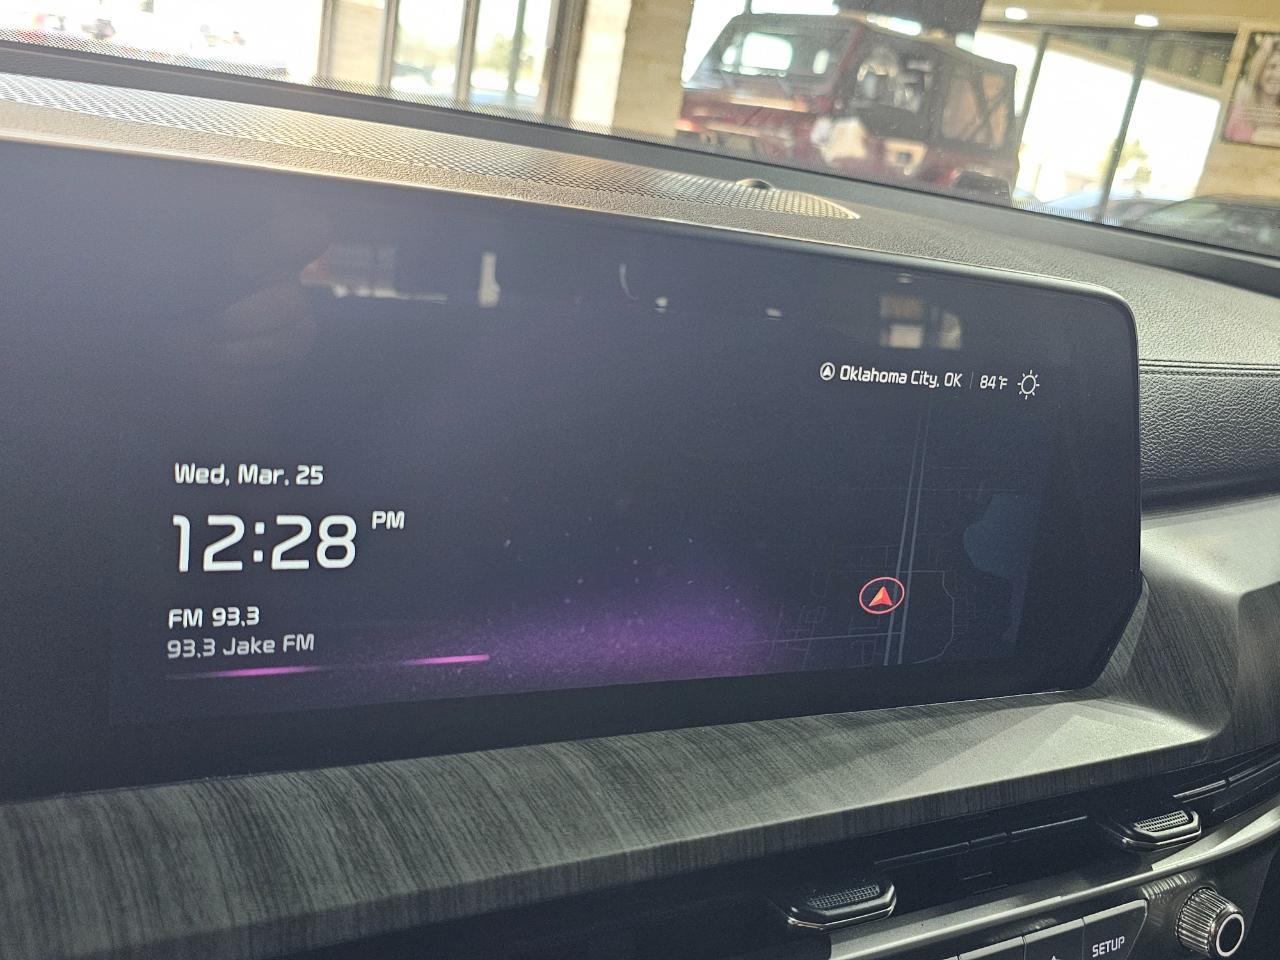 Oklahoma City, OK | 84°F
Wed, Mar. 25
12:28 PM
FM 93.3
93.3 Jake FM
SETUP